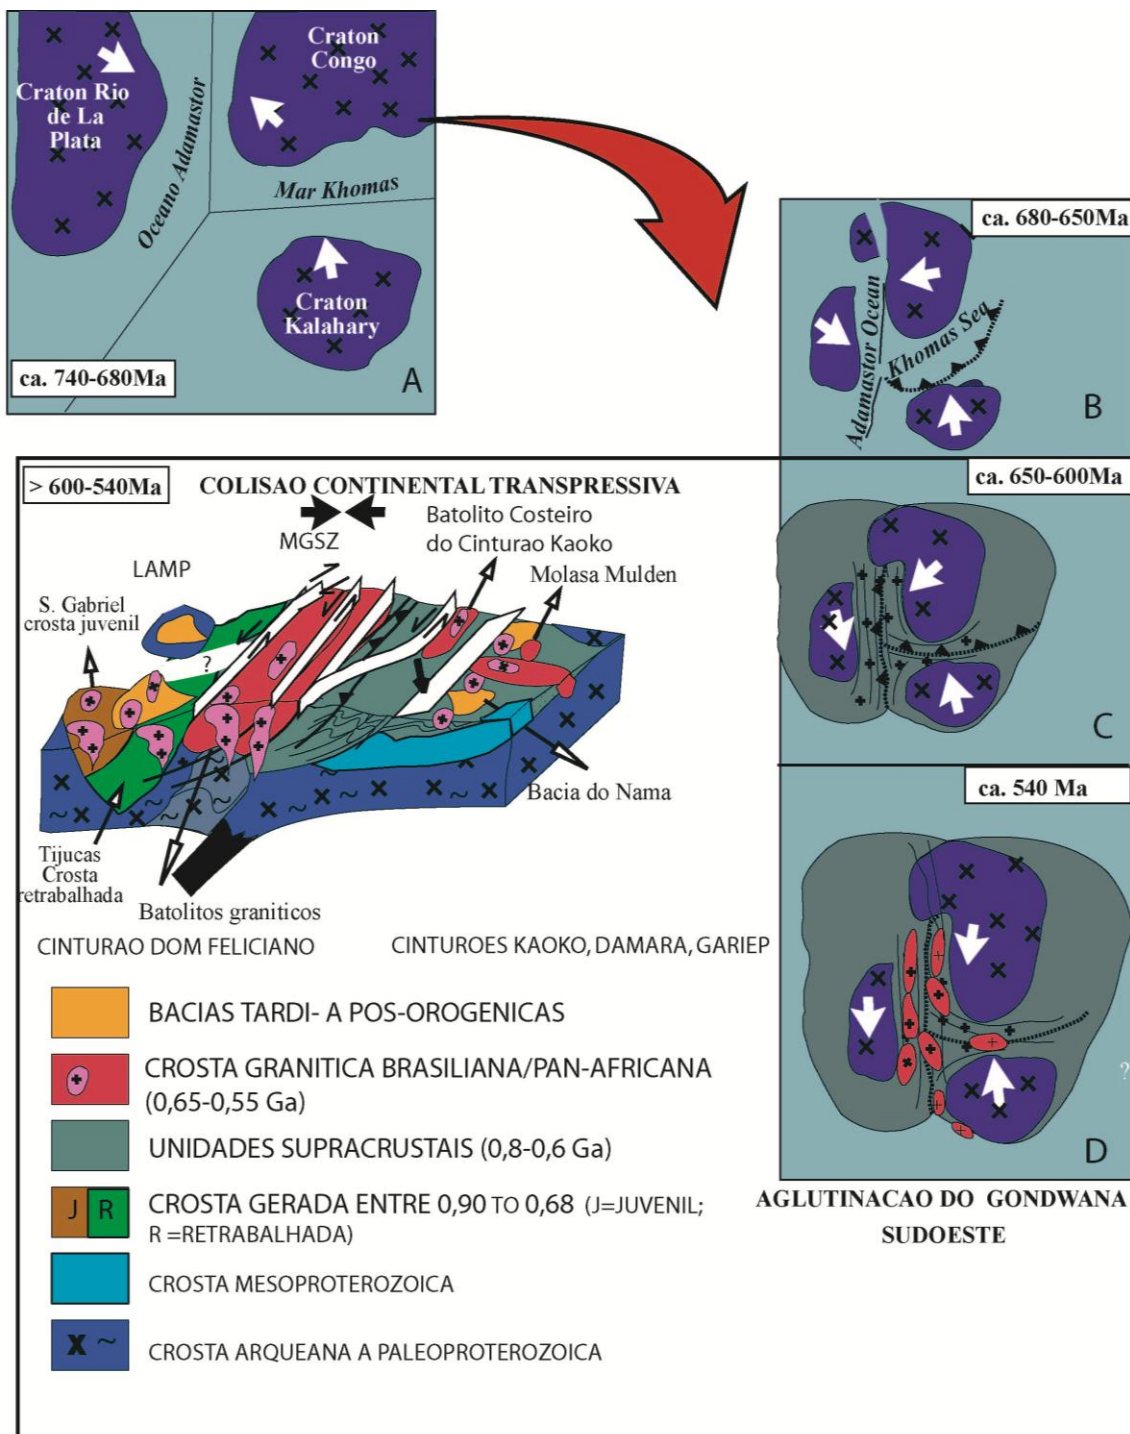 Craton Rio
de La
Plata
Oceano Adamastor
Craton
Congo
Mar Khomas
Craton
Kalahary
ca. 740-680Ma
A
ca. 680-650Ma
Adamastor Ocean
Khomas Sea
B
> 600-540Ma
COLISAO CONTINENTAL TRANSPRESSIVA
MGSZ
Batolito Costeiro
do Cinturao Kaoko
LAMP
Molasa Mulden
S. Gabriel
crosta juvenil
?
Bacia do Nama
Tijucas
Crosta
retrabalhada
Batolitos graniticos
CINTURAO DOM FELICIANO
CINTUROES KAOKO, DAMARA, GARIEP
ca. 650-600Ma
C
ca. 540 Ma
?
D
AGLUTINACAO DO GONDWANA
SUDOESTE
BACIAS TARDI- A POS-OROGENICAS
CROSTA GRANITICA BRASILIANA/PAN-AFRICANA
(0,65-0,55 Ga)
UNIDADES SUPRACRUSTAIS (0,8-0,6 Ga)
J R
CROSTA GERADA ENTRE 0,90 TO 0,68 (J=JUVENIL;
R =RETRABALHADA)
CROSTA MESOPROTEROZOICA
x ~
CROSTA ARQUEANA A PALEOPROTEROZOICA